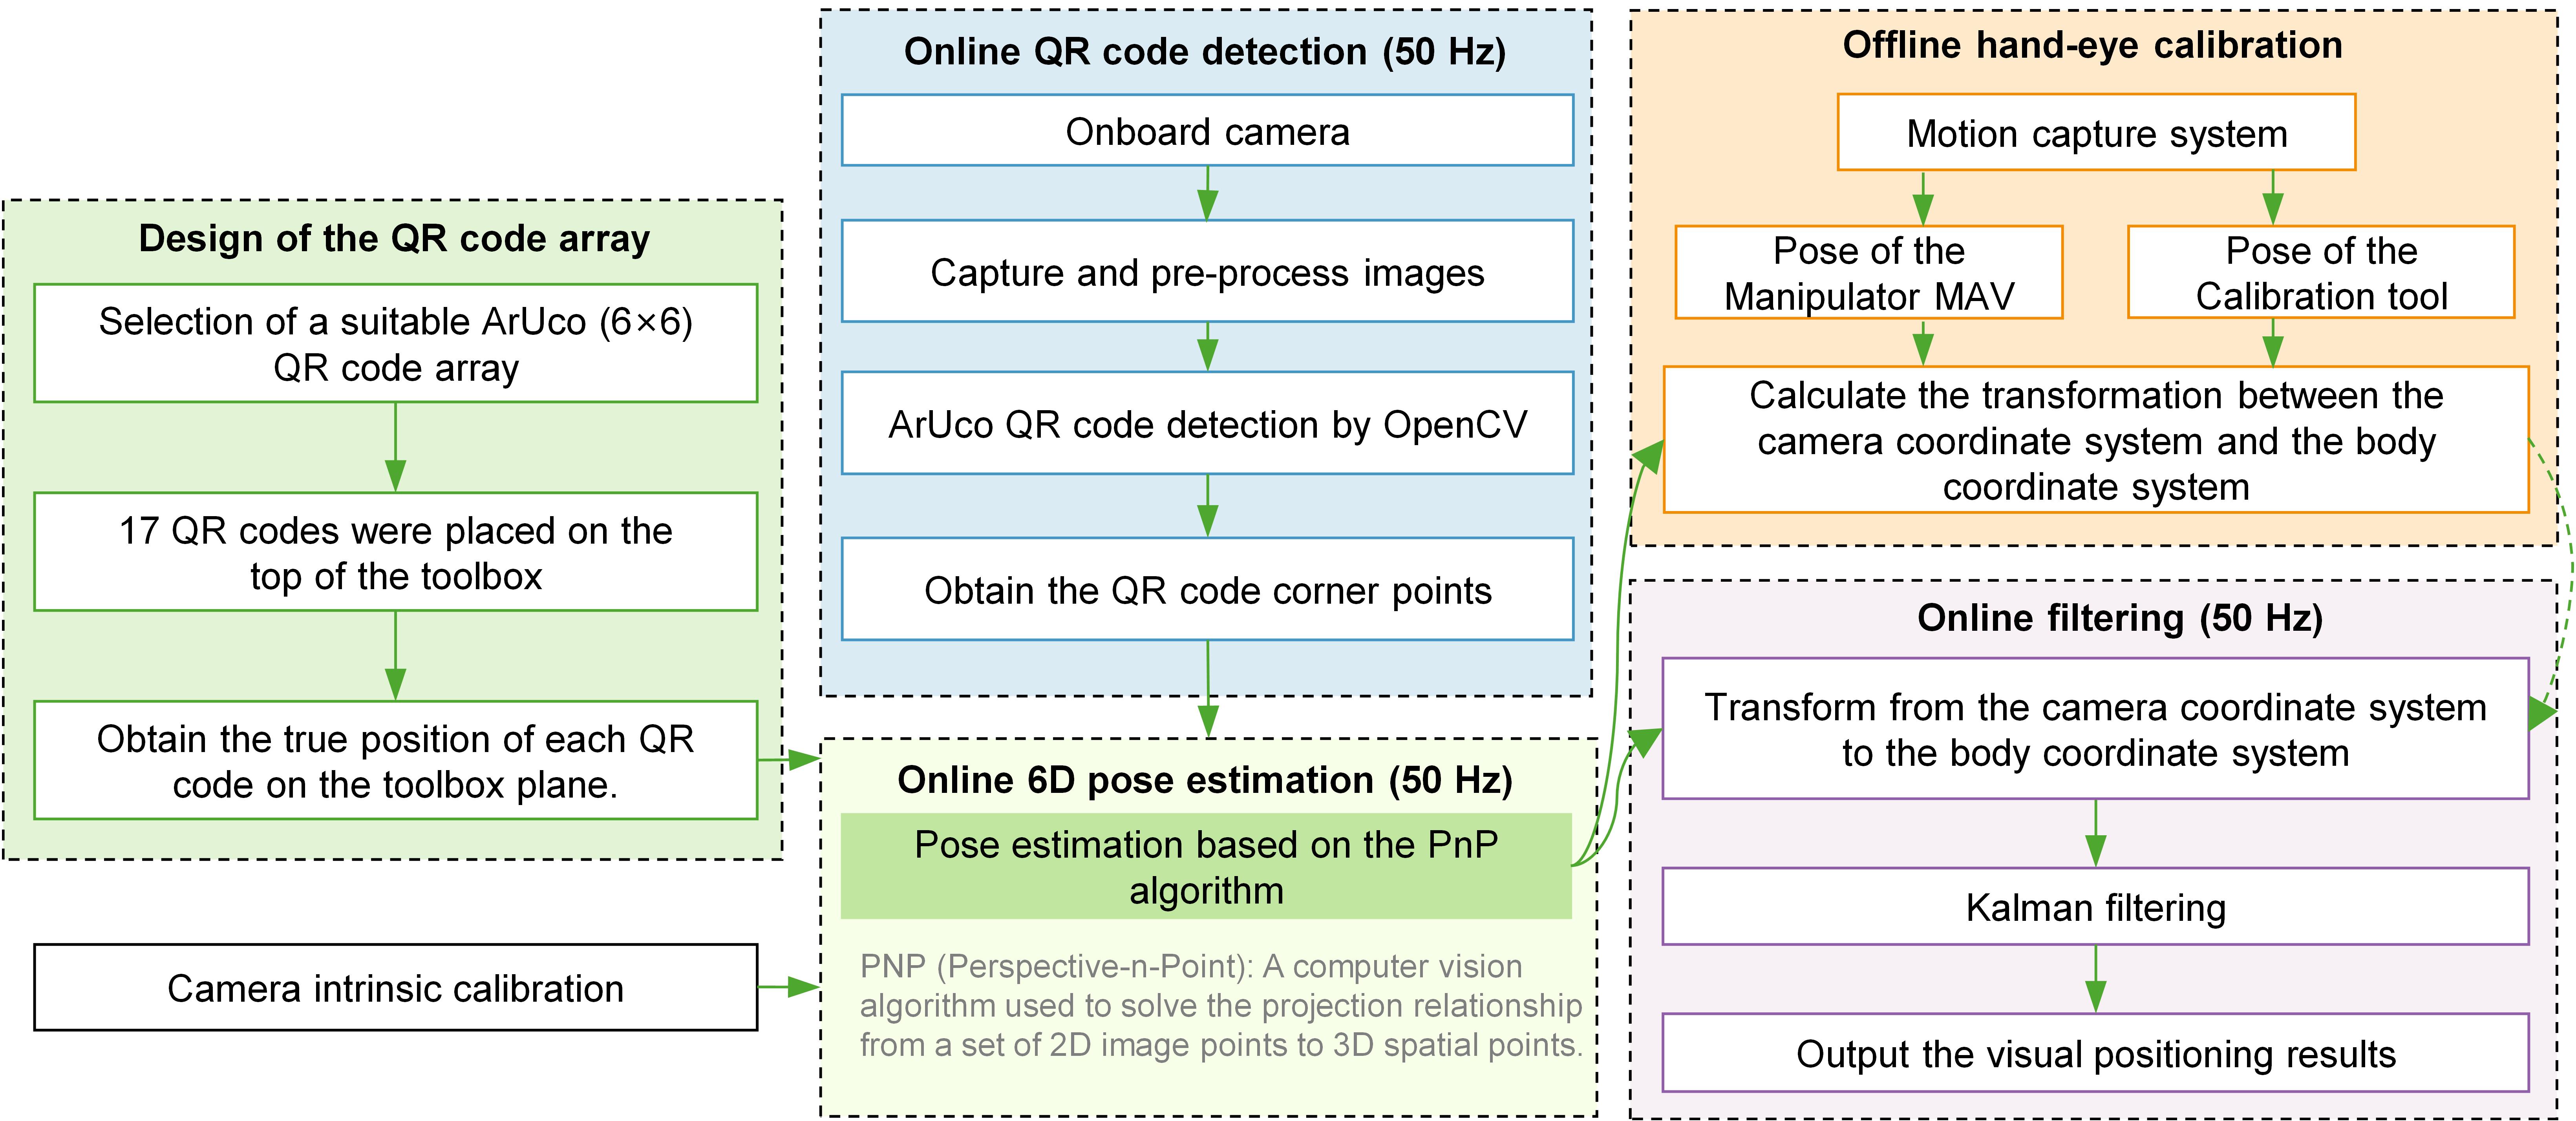 Design of the QR code array
Selection of a suitable ArUco (6×6)
QR code array
17 QR codes were placed on the
top of the toolbox
Obtain the true position of each QR
code on the toolbox plane.
Camera intrinsic calibration
Online QR code detection (50 Hz)
Onboard camera
Capture and pre-process images
ArUco QR code detection by OpenCV
Obtain the QR code corner points
Online 6D pose estimation (50 Hz)
Pose estimation based on the PnP
algorithm
PNP (Perspective-n-Point): A computer vision
algorithm used to solve the projection relationship
from a set of 2D image points to 3D spatial points.
Offline hand-eye calibration
Motion capture system
Pose of the
Manipulator MAV
Pose of the
Calibration tool
Calculate the transformation between the
camera coordinate system and the body
coordinate system
Online filtering (50 Hz)
Transform from the camera coordinate system
to the body coordinate system
Kalman filtering
Output the visual positioning results